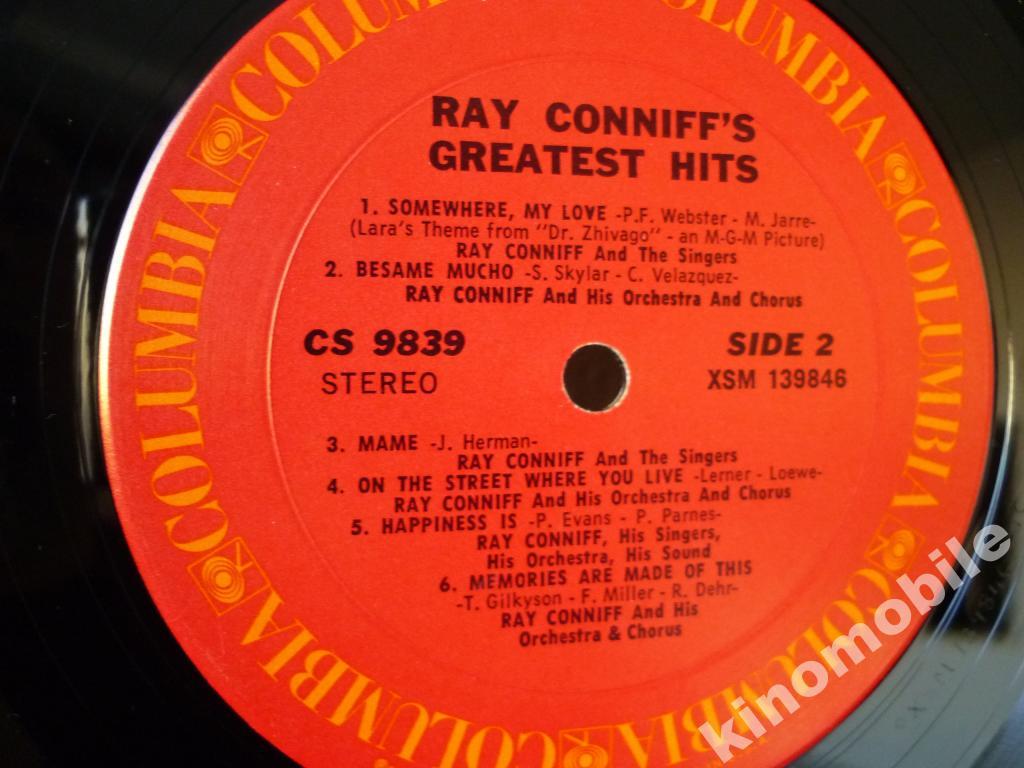 COLUMBIA COLUMBIA COLUMBIA COLUMBIA COLUMBIA COLUMBIA
RAY CONNIFF'S
GREATEST HITS
1. SOMEWHERE, MY LOVE -P.F. Webster - M. Jarre-
(Lara's Theme from "Dr. Zhivago" - an M-G-M Picture)
RAY CONNIFF And The Singers
2. BESAME MUCHO -S. Skylar - C. Velazquez-
RAY CONNIFF And His Orchestra And Chorus
CS 9839
SIDE 2
STEREO
XSM 139846
3. MAME -J. Herman-
RAY CONNIFF And The Singers
4. ON THE STREET WHERE YOU LIVE -Lerner - Loewe-
RAY CONNIFF And His Orchestra And Chorus
5. HAPPINESS IS -P. Evans - P. Parnes-
RAY CONNIFF, His Singers,
His Orchestra, His Sound
6. MEMORIES ARE MADE OF THIS
-T. Gilkyson - F. Miller - R. Dehr-
RAY CONNIFF And His
Orchestra & Chorus
kinomobile